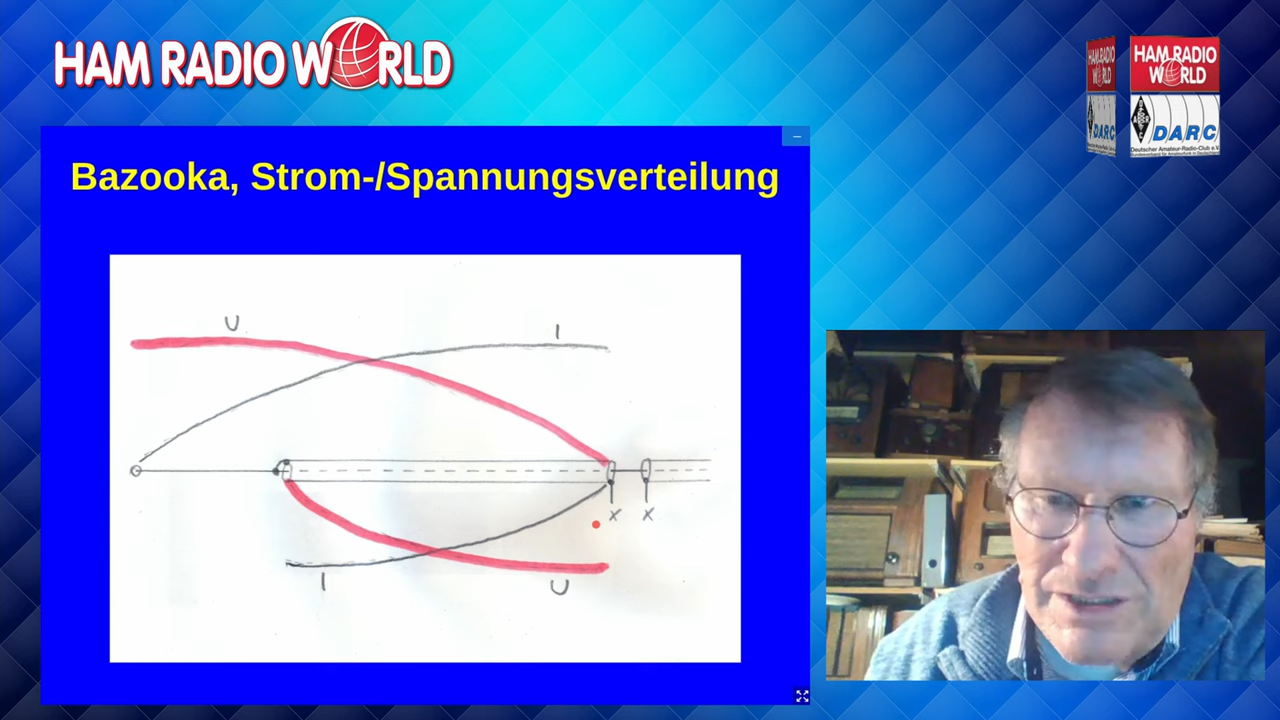 HAM RADIO WORLD
HAM RADIO
WORLD
DARC
Deutscher Amateur-Radio-Club e.V.
HAM RADIO
WORLD
DARC
Bazooka, Strom-/Spannungsverteilung
U
I
X X
I
U